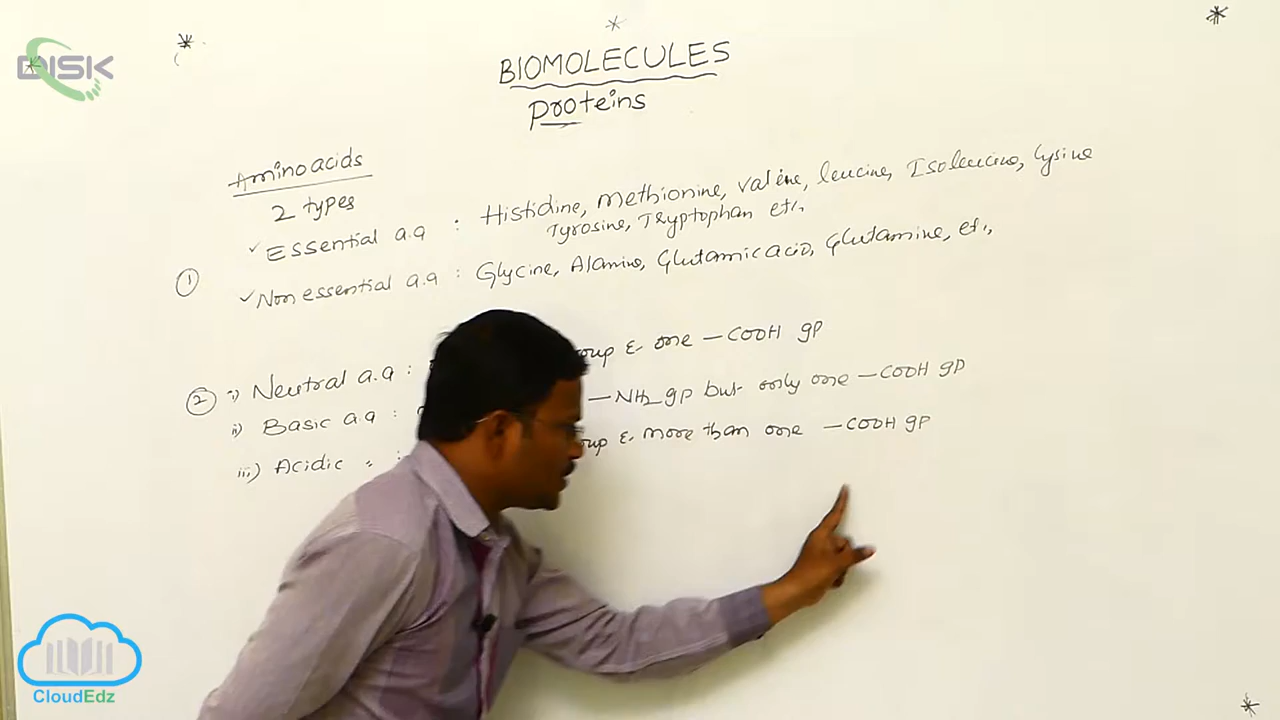 DISK
BIOMOLECULES
proteins
Aminoacids
2 types
① ✓ Essential a.a : Histidine, Methionine, Valine, leucine, Isoleucine, Lysine
Tyrosine, Tryptophan etc.,
✓ Non essential a.a : Glycine, Alanine, Glutamic acid, Glutamine, etc.,
② i) Neutral a.a : oup & one – COOH gp
ii) Basic a.a : – NH2 gp but only one – COOH gp
iii) Acidic " : oup & more than one – COOH gp
CloudEdz